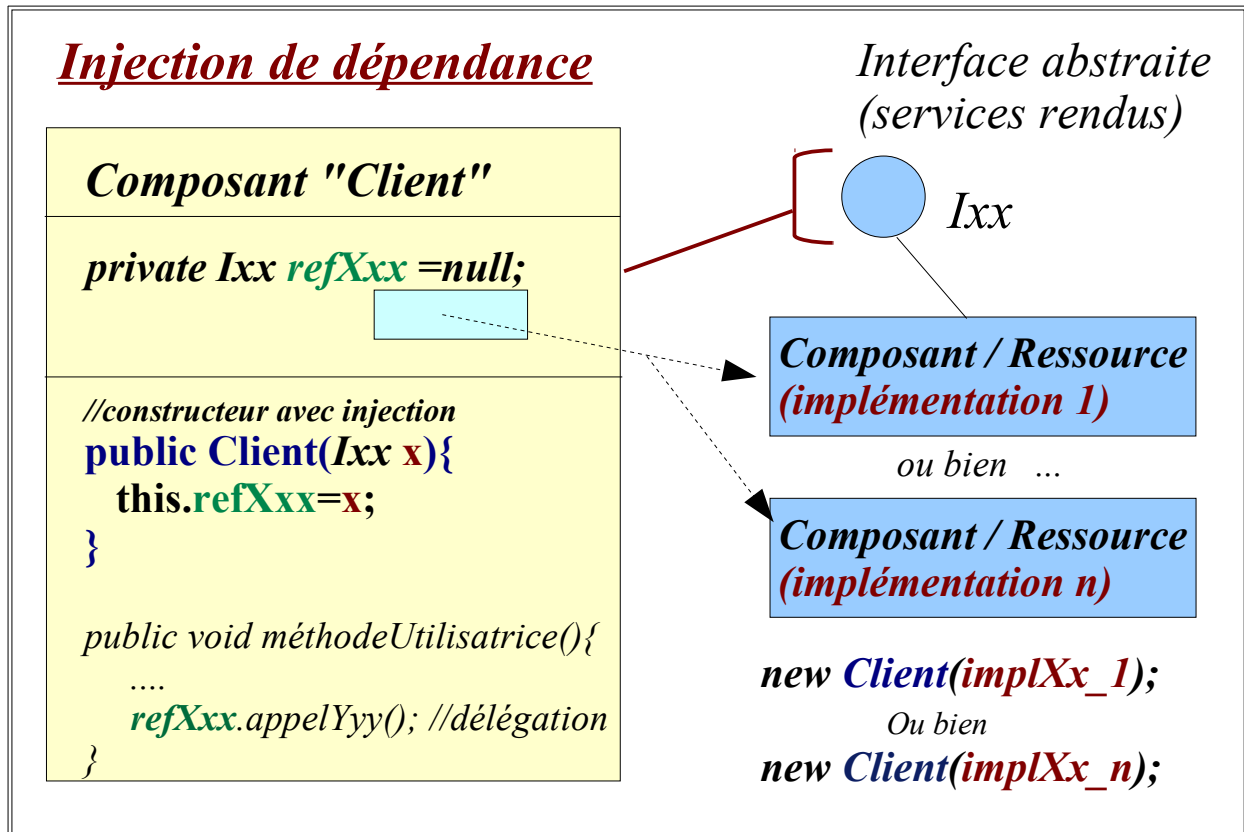 Injection de dépendance
Composant "Client"
private Ixx refXxx =null;
//constructeur avec injection
public Client(Ixx x){
this.refXxx=x;
}
public void méthodeUtilisatrice(){
....
refXxx.appelYyy(); //délégation
}
Interface abstraite
(services rendus)
Ixx
Composant / Ressource
(implémentation 1)
ou bien ...
Composant / Ressource
(implémentation n)
new Client(implXx_1);
Ou bien
new Client(implXx_n);